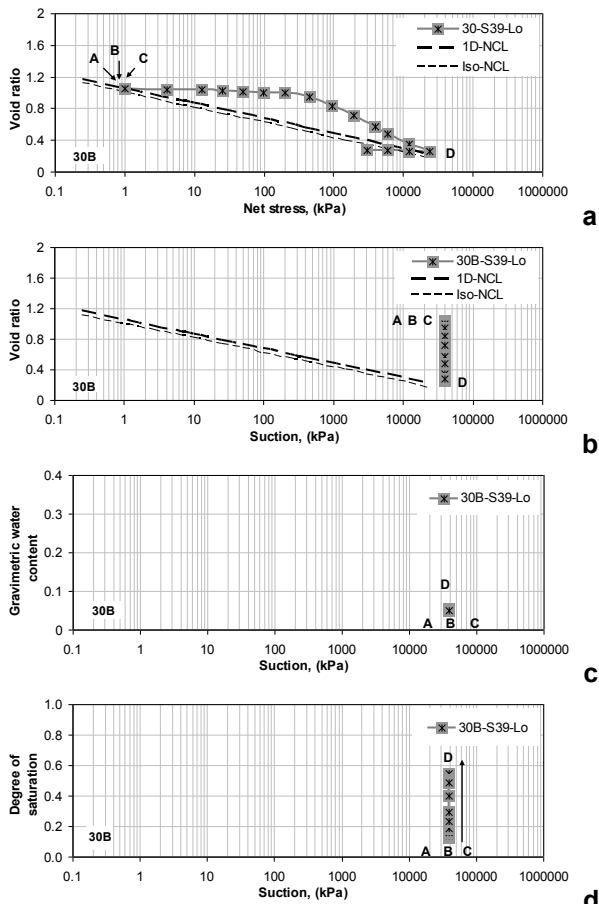 2
1.6
1.2
0.8
0.4
0
Void ratio
A B C
30-S39-Lo
1D-NCL
Iso-NCL
D
30B
0.1 1 10 100 1000 10000 100000 1000000
Net stress, (kPa)
a
2
1.6
1.2
0.8
0.4
0
Void ratio
30B-S39-Lo
1D-NCL
Iso-NCL
A B C
D
30B
0.1 1 10 100 1000 10000 100000 1000000
Suction, (kPa)
b
0.4
0.3
0.2
0.1
0
Gravimetric water
content
30B-S39-Lo
D
A B C
30B
0.1 1 10 100 1000 10000 100000 1000000
Suction, (kPa)
c
1.0
0.8
0.6
0.4
0.2
0.0
Degree of
saturation
30B-S39-Lo
D
30B
A B C
0.1 1 10 100 1000 10000 100000 1000000
Suction, (kPa)
d